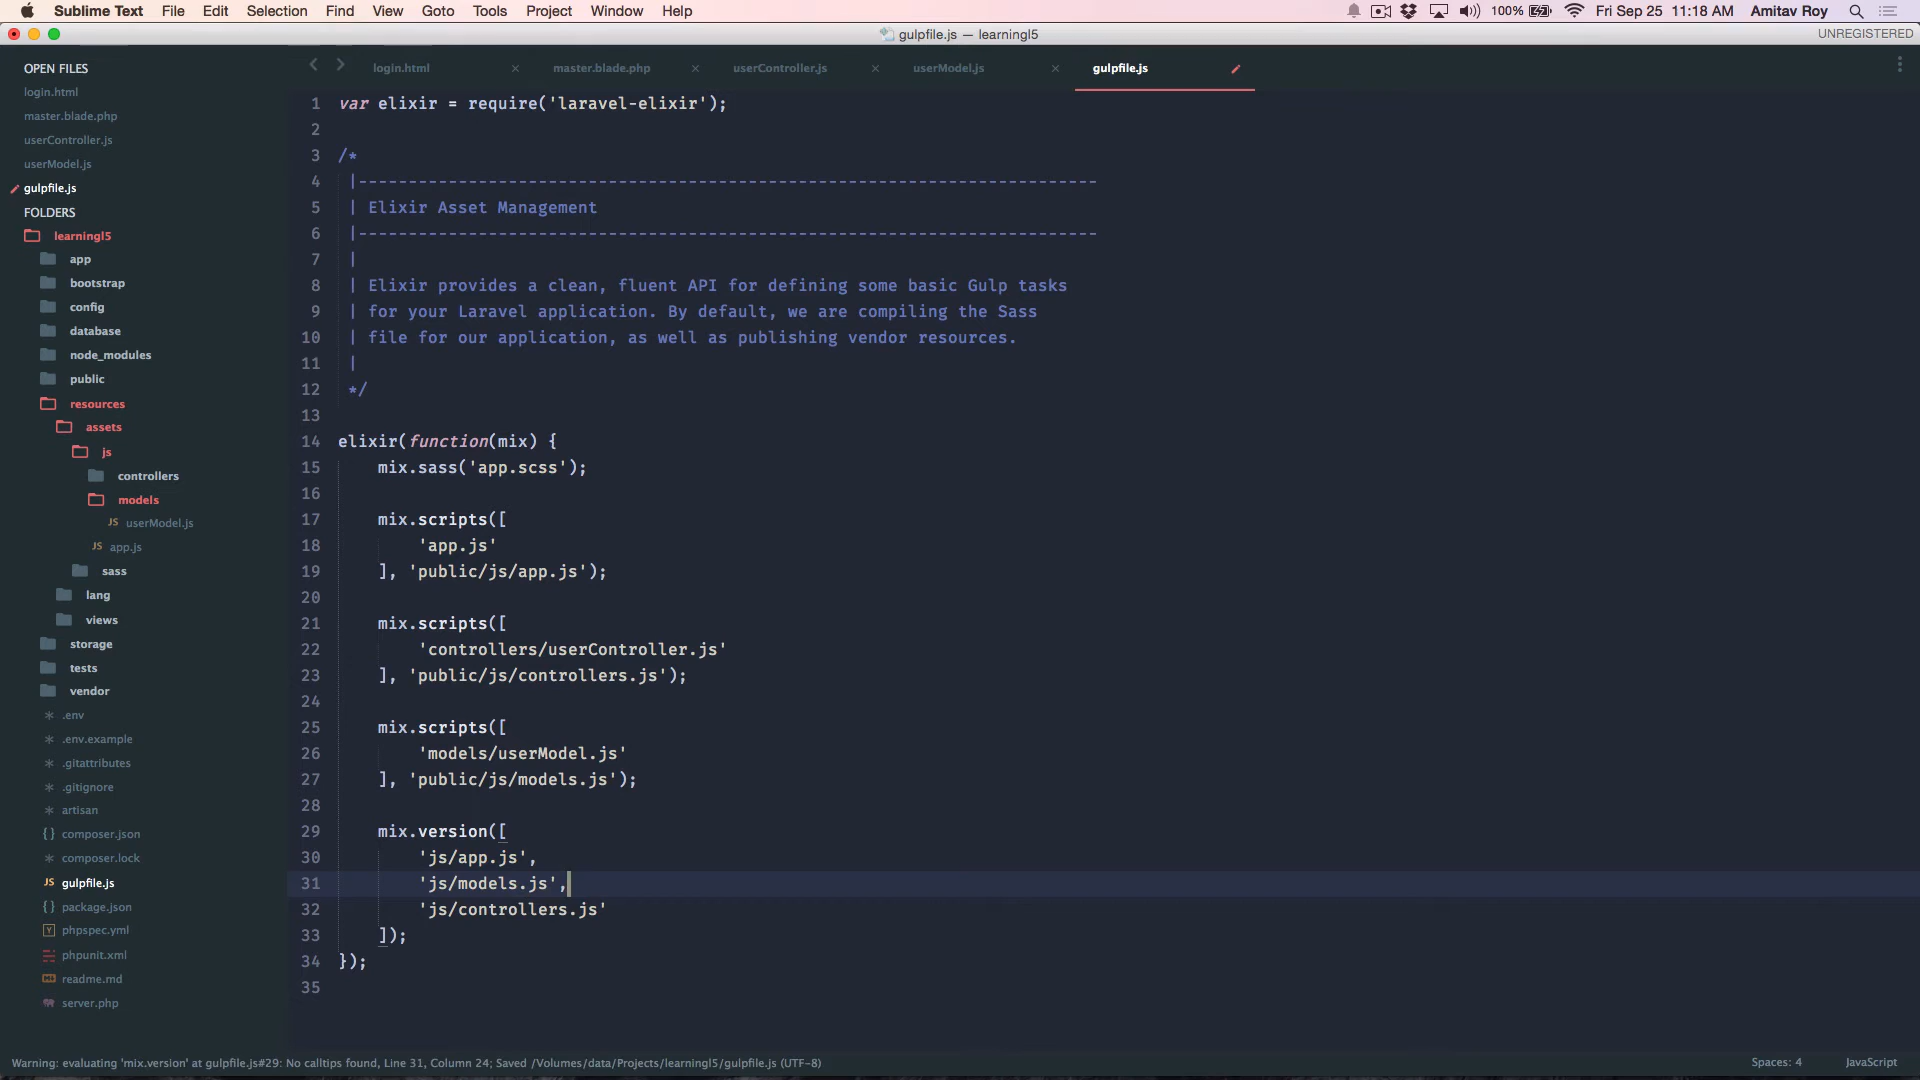 Sublime Text File Edit Selection Find View Goto Tools Project Window Help 100% Fri Sep 25 11:18 AM Amitav Roy
gulpfile.js — learningl5 UNREGISTERED
OPEN FILES
login.html
master.blade.php
userController.js
userModel.js
gulpfile.js
FOLDERS
learningl5
app
bootstrap
config
database
node_modules
public
resources
assets
js
controllers
models
JS userModel.js
JS app.js
sass
lang
views
storage
tests
vendor
* .env
* .env.example
* .gitattributes
* .gitignore
* artisan
{} composer.json
{} composer.lock
JS gulpfile.js
{} package.json
Y phpspec.yml
phpunit.xml
readme.md
server.php
login.html × master.blade.php × userController.js × userModel.js × gulpfile.js
1 var elixir = require('laravel-elixir');
2
3 /*
4 |--------------------------------------------------------------------------
5 | Elixir Asset Management
6 |--------------------------------------------------------------------------
7 |
8 | Elixir provides a clean, fluent API for defining some basic Gulp tasks
9 | for your Laravel application. By default, we are compiling the Sass
10 | file for our application, as well as publishing vendor resources.
11 |
12 */
13
14 elixir(function(mix) {
15 mix.sass('app.scss');
16
17 mix.scripts([
18 'app.js'
19 ], 'public/js/app.js');
20
21 mix.scripts([
22 'controllers/userController.js'
23 ], 'public/js/controllers.js');
24
25 mix.scripts([
26 'models/userModel.js'
27 ], 'public/js/models.js');
28
29 mix.version([
30 'js/app.js',
31 'js/models.js',
32 'js/controllers.js'
33 ]);
34 });
35
Warning: evaluating 'mix.version' at gulpfile.js#29: No calltips found, Line 31, Column 24; Saved /Volumes/data/Projects/learningl5/gulpfile.js (UTF-8) Spaces: 4 JavaScript